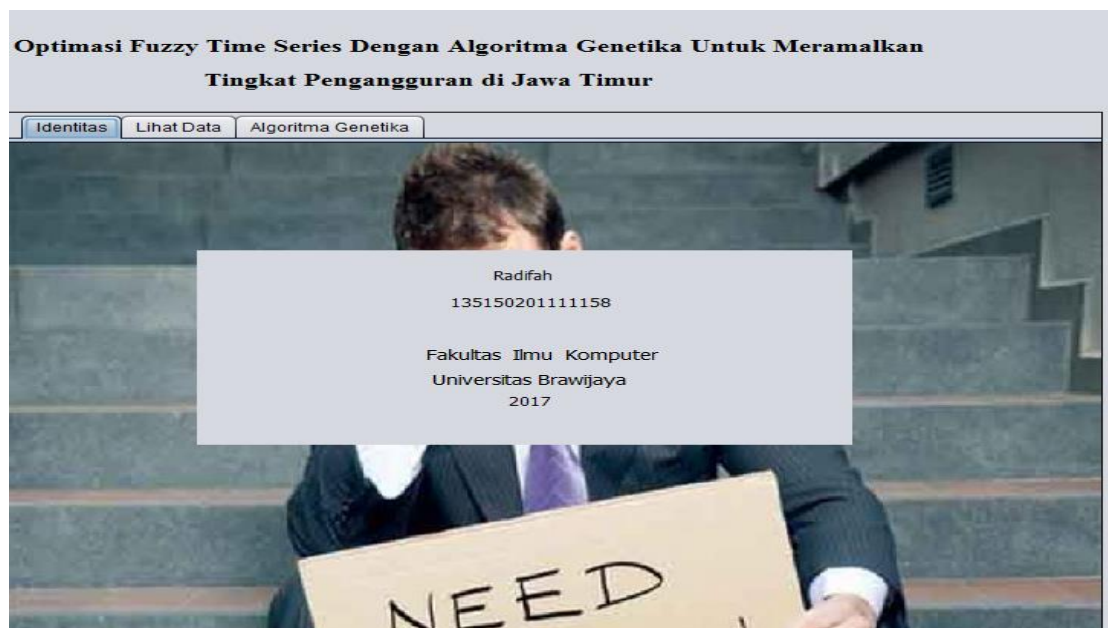 Optimasi Fuzzy Time Series Dengan Algoritma Genetika Untuk Meramalkan
Tingkat Pengangguran di Jawa Timur
Identitas
Lihat Data
Algoritma Genetika
Radifah
135150201111158
Fakultas Ilmu Komputer
Universitas Brawijaya
2017
NEED